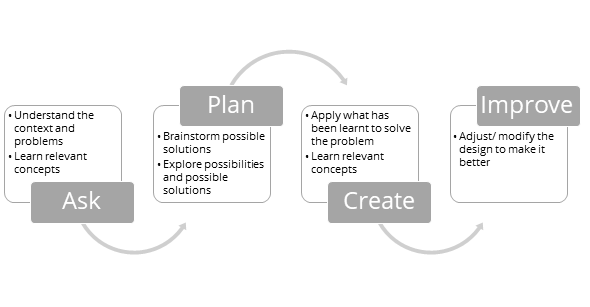 • Understand the
context and
problems
• Learn relevant
concepts
Ask
Plan
• Brainstorm possible
solutions
• Explore possibilities
and possible
solutions
• Apply what has
been learnt to solve
the problem
• Learn relevant
concepts
Create
Improve
• Adjust/ modify the
design to make it
better